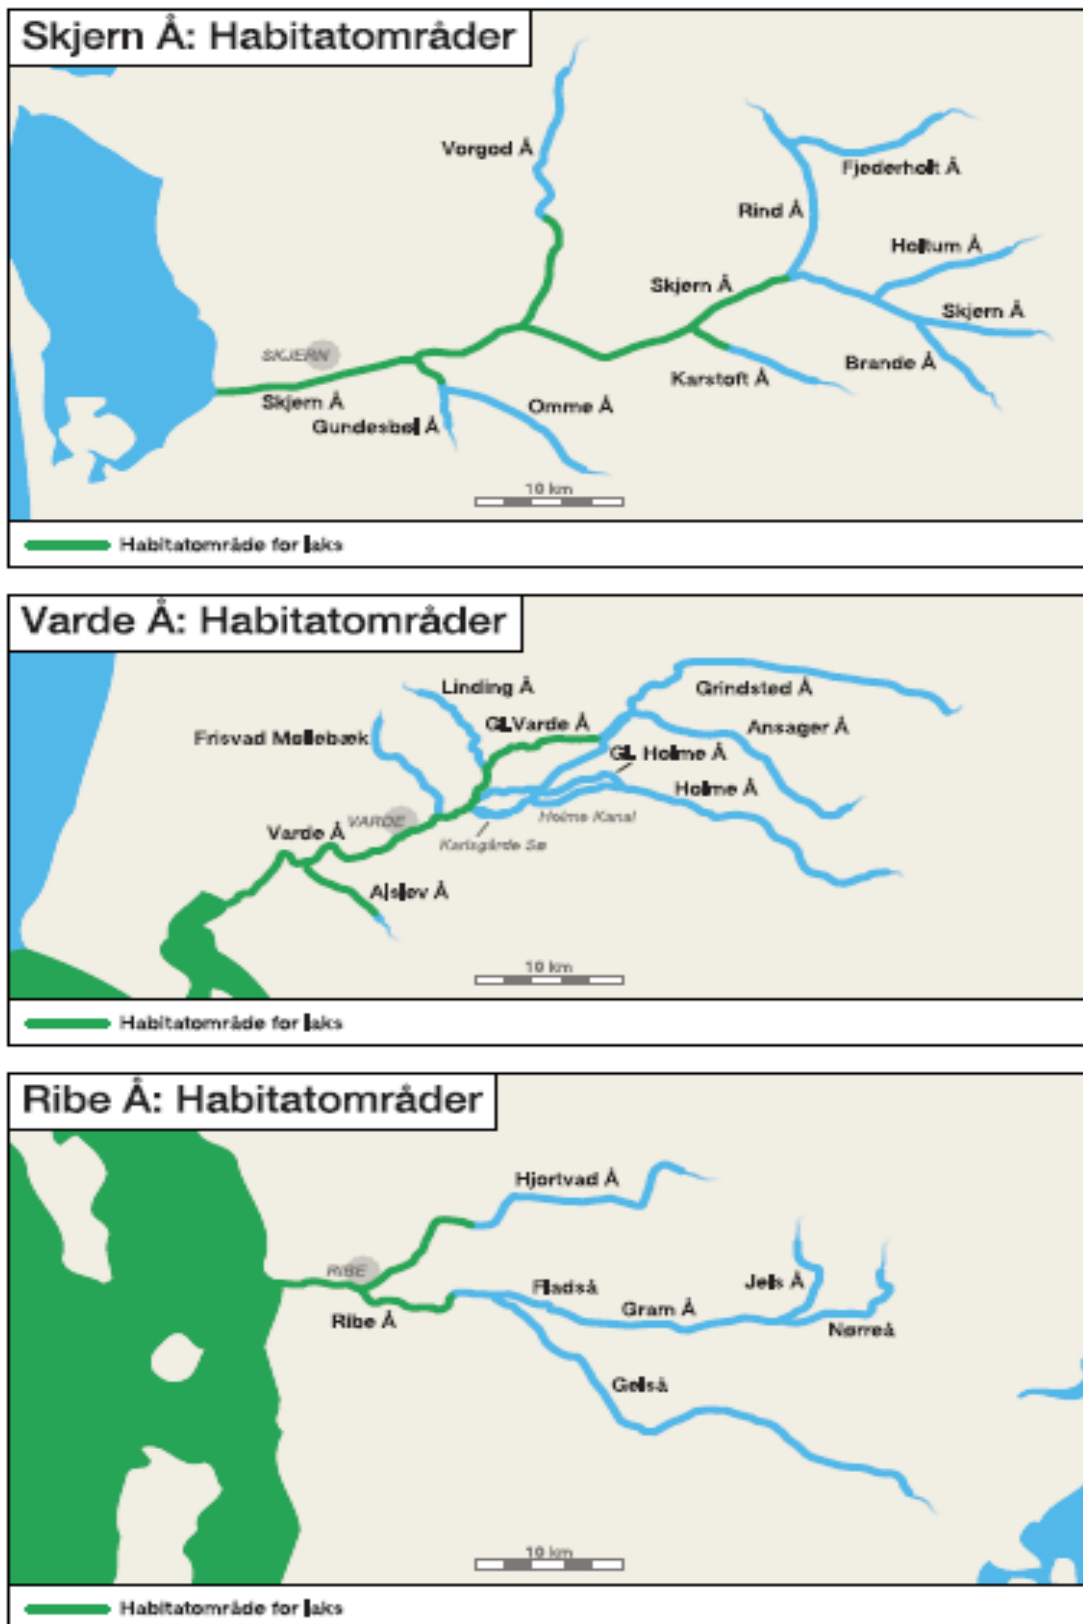 Skjern Å: Habitatområder
Vorgod Å
Fjederholt Å
Rind Å
Holtum Å
Skjern Å
Skjern Å
SKJERN
Brande Å
Karstoft Å
Skjern Å
Omme Å
Gundesbøl Å
10 km
Habitatområde for laks
Varde Å: Habitatområder
Linding Å
Grindsted Å
Gl.Varde Å
Ansager Å
Frisvad Møllebæk
Gl. Holme Å
Holme Å
Holme Kanal
VARDE
Varde Å
Karlsgårde Sø
Alslev Å
10 km
Habitatområde for laks
Ribe Å: Habitatområder
Hjortvad Å
RIBE
Fladså
Jels Å
Gram Å
Ribe Å
Nørreå
Gelså
10 km
Habitatområde for laks